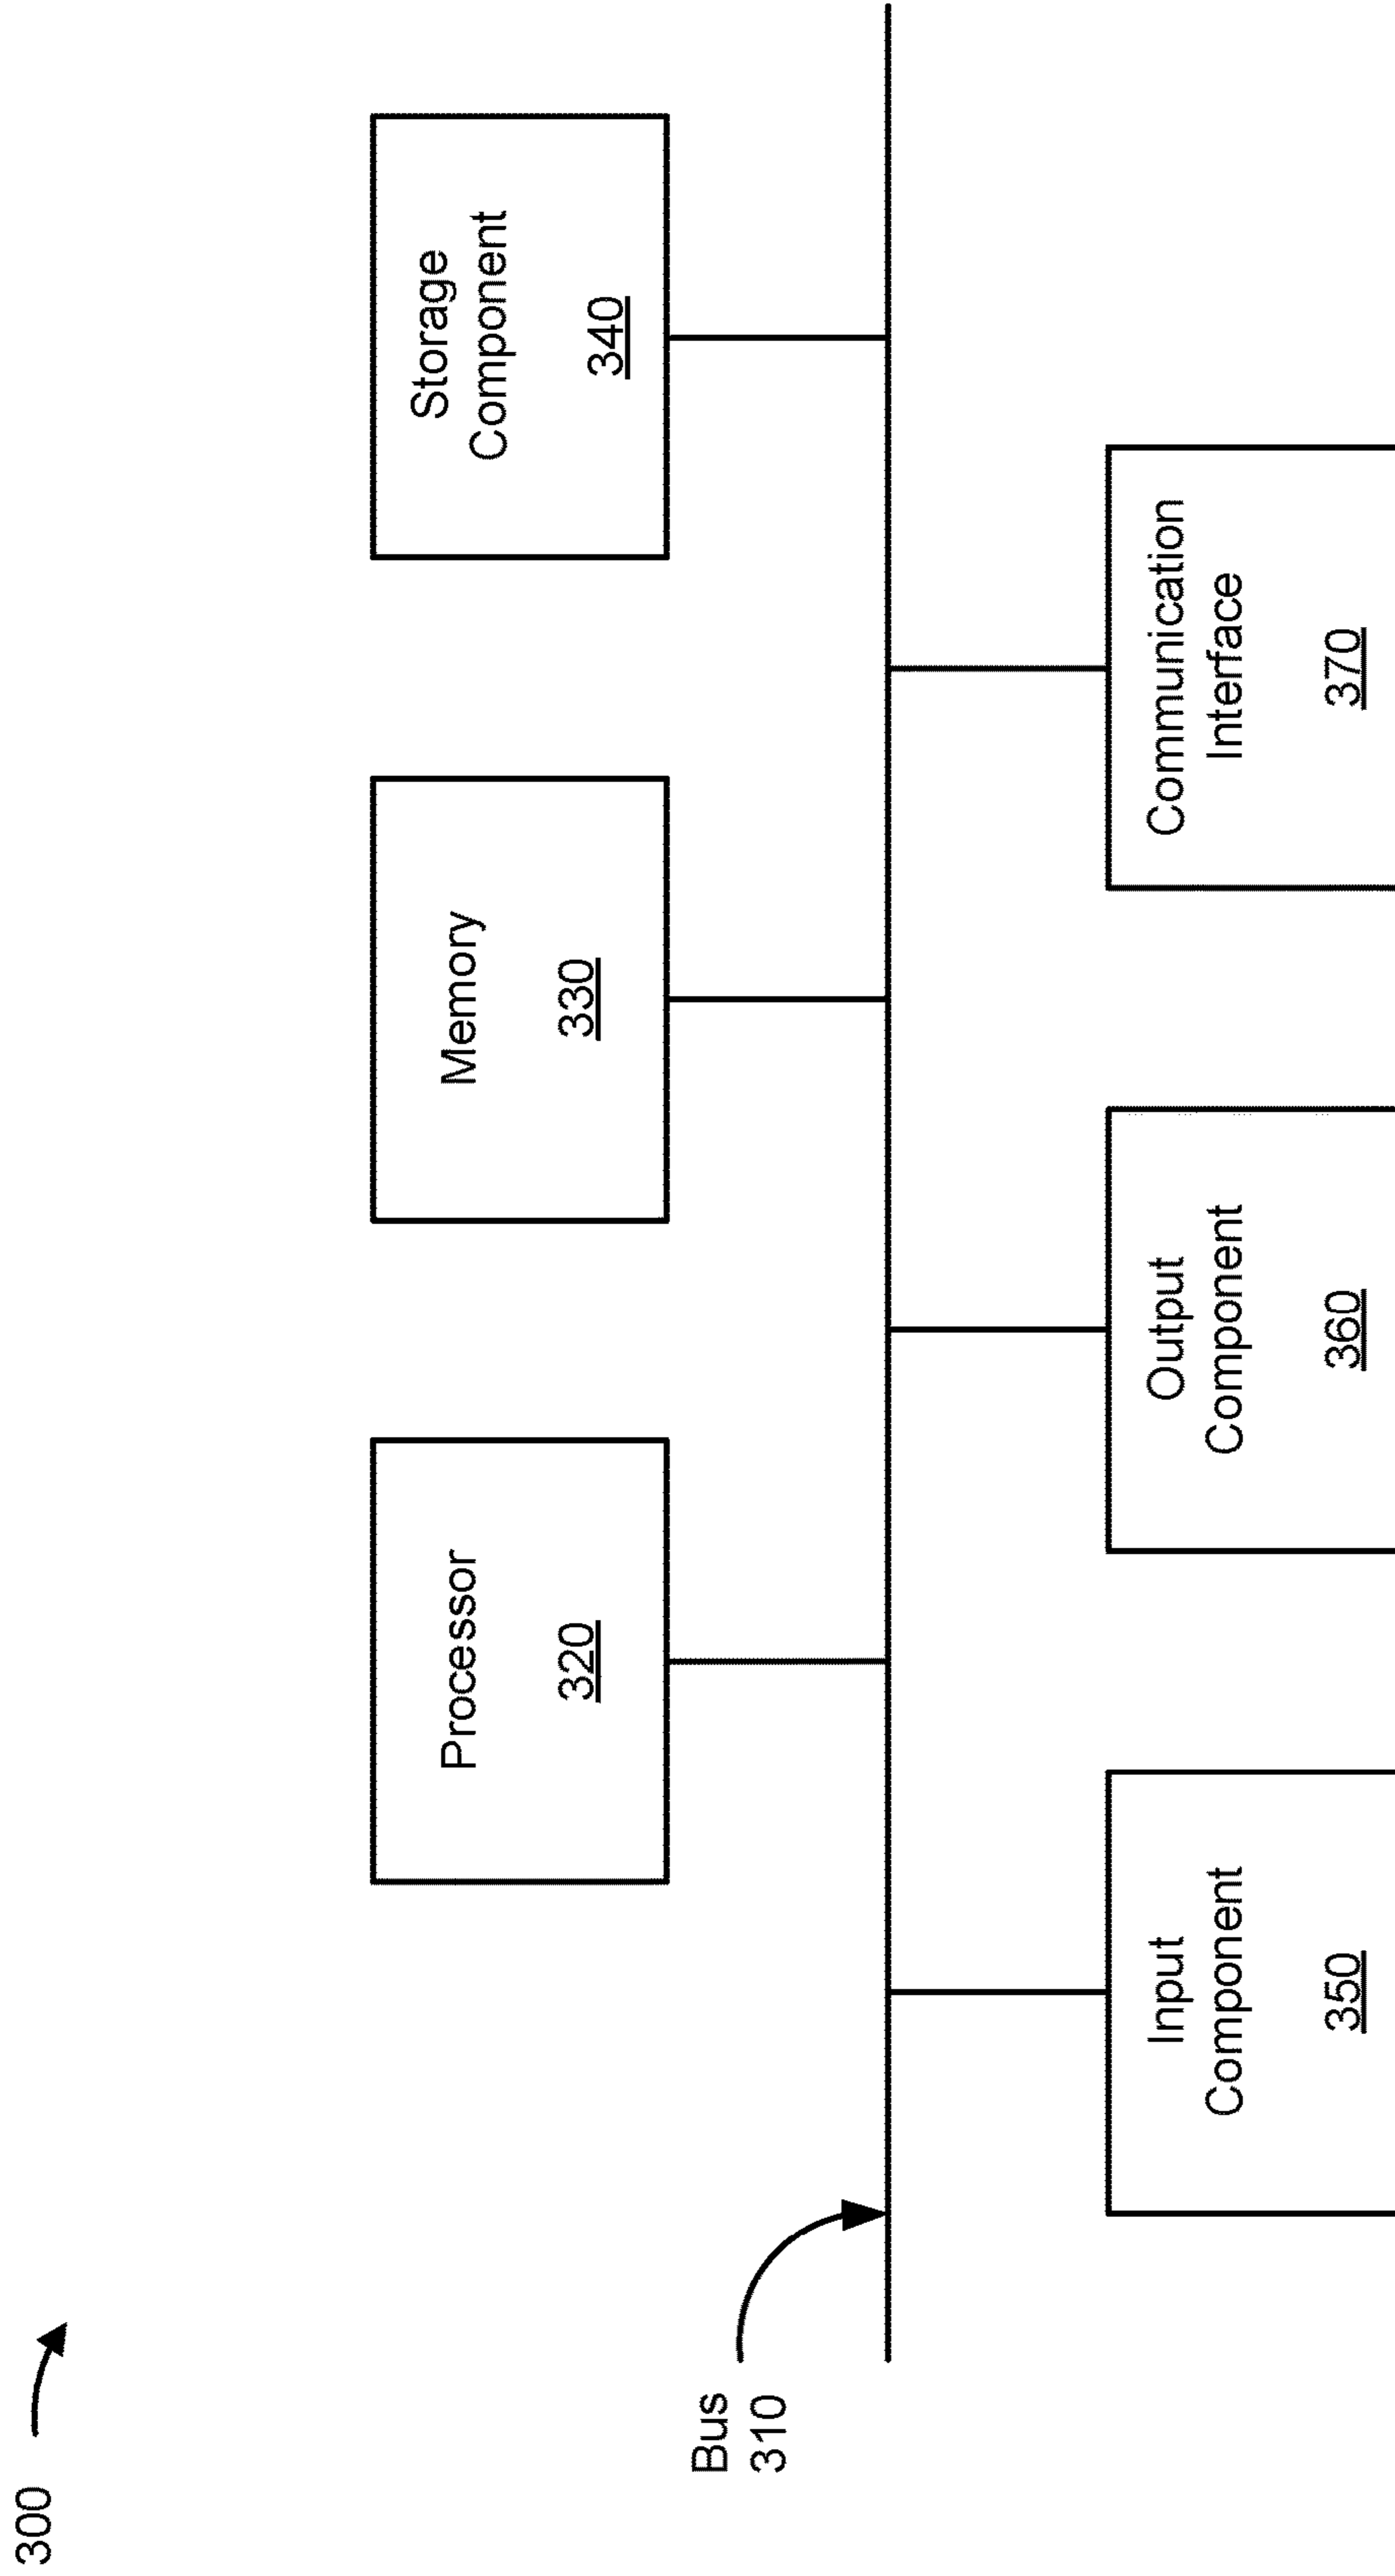 300
Processor
320
Memory
330
Storage
Component
340
Bus
310
Input
Component
350
Output
Component
360
Communication
Interface
370